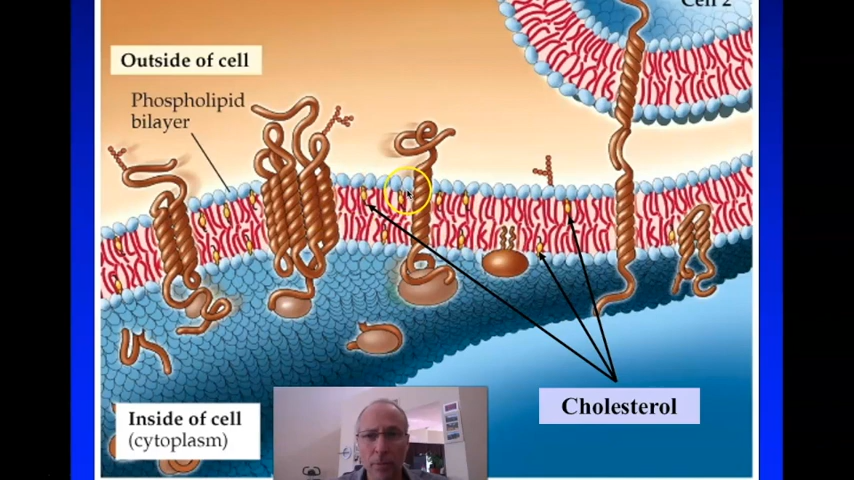 Cell 2
Outside of cell
Phospholipid
bilayer
Cholesterol
Inside of cell
(cytoplasm)